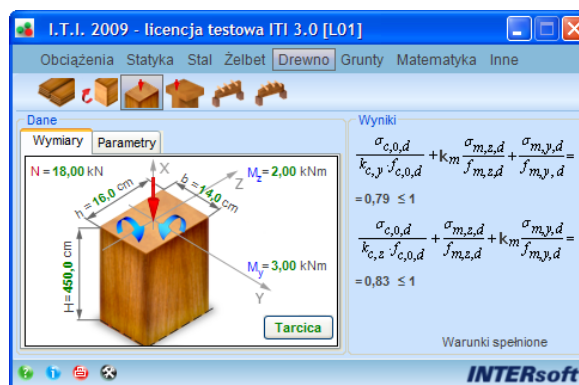 I.T.I. 2009 - licencja testowa ITI 3.0 [L01]
Obciążenia Statyka Stal Żelbet Drewno Grunty Matematyka Inne
Dane
Wymiary Parametry
N = 18,00 kN
h = 16,0 cm
b = 14,0 cm
X
Z
M_z = 2,00 kNm
H = 450,0 cm
M_y = 3,00 kNm
Y
Tarcica
Wyniki
σ_c,0,d / k_c,y · f_c,0,d + k_m σ_m,z,d / f_m,z,d + σ_m,y,d / f_m,y,d =
= 0,79 ≤ 1
σ_c,0,d / k_c,z · f_c,0,d + σ_m,z,d / f_m,z,d + k_m σ_m,y,d / f_m,y,d =
= 0,83 ≤ 1
Warunki spełnione
INTERsoft